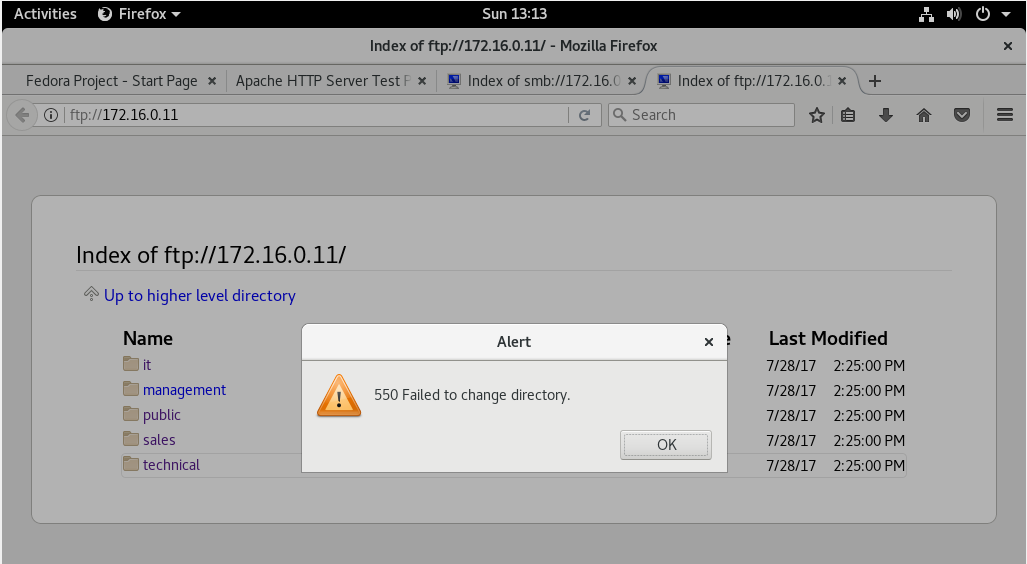 Activities Firefox Sun 13:13
Index of ftp://172.16.0.11/ - Mozilla Firefox
Fedora Project - Start Page Apache HTTP Server Test Index of smb://172.16.0 Index of ftp://172.16.0.
ftp://172.16.0.11 Search
Index of ftp://172.16.0.11/
Up to higher level directory
Name Last Modified
it 7/28/17 2:25:00 PM
management 7/28/17 2:25:00 PM
public 7/28/17 2:25:00 PM
sales 7/28/17 2:25:00 PM
technical 7/28/17 2:25:00 PM
Alert
550 Failed to change directory.
OK